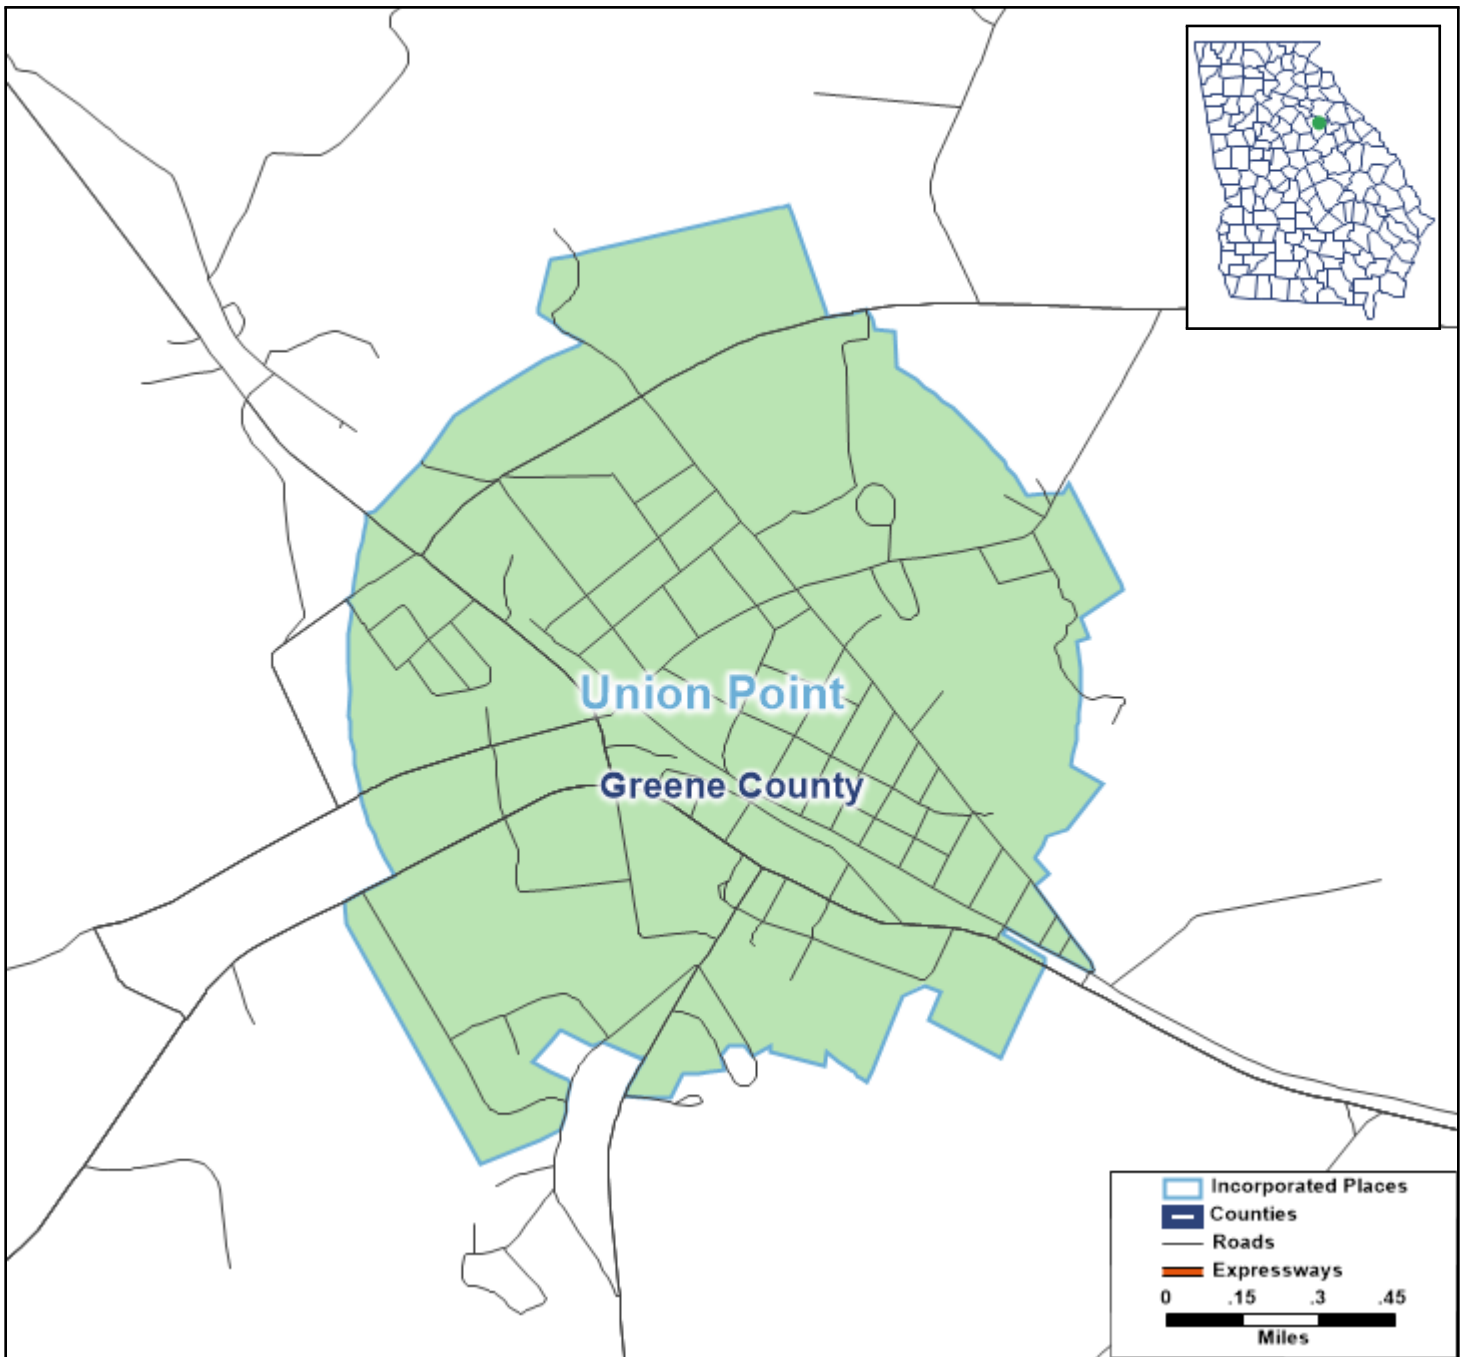 Union Point
Greene County
Incorporated Places
Counties
Roads
Expressways
0 .15 .3 .45
Miles